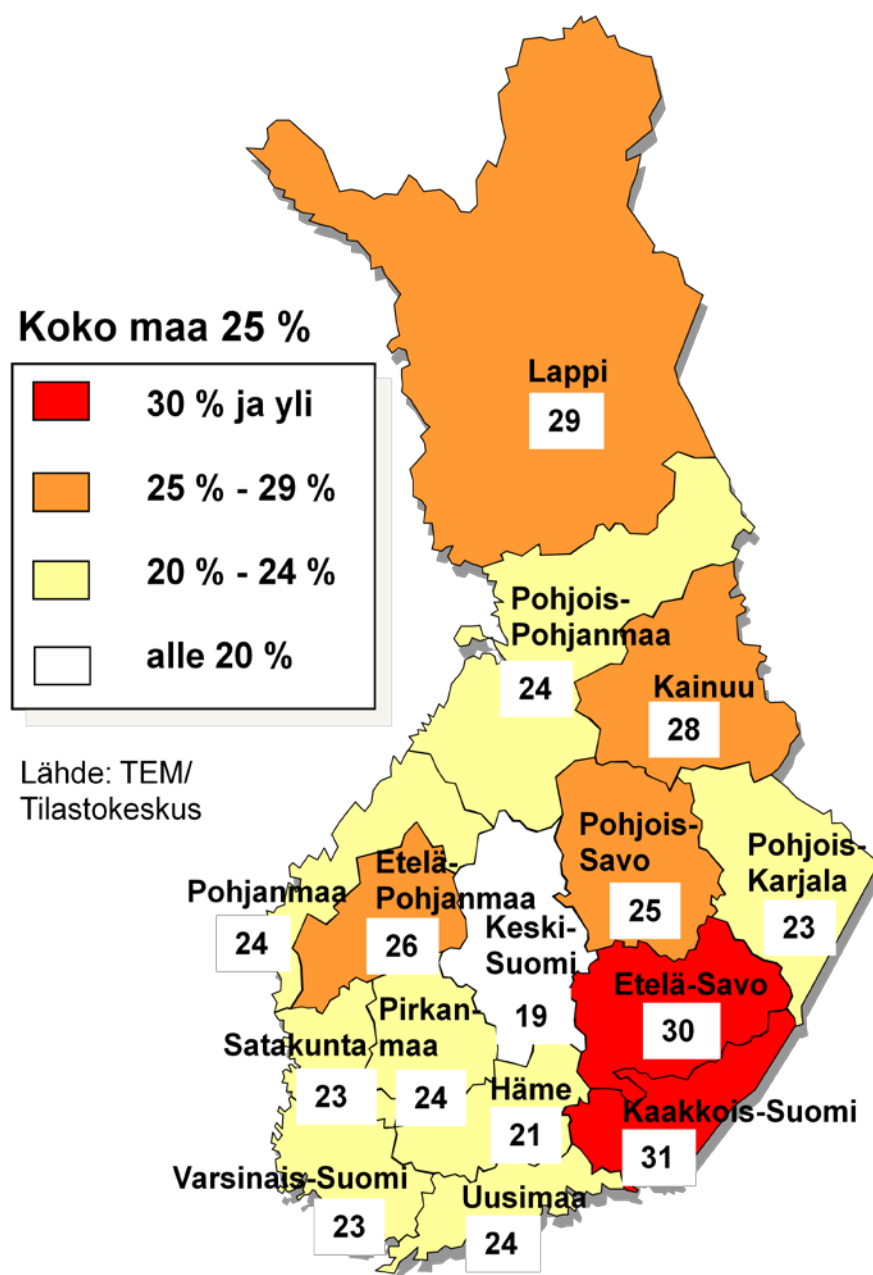 Koko maa 25 %
30 % ja yli
25 % - 29 %
20 % - 24 %
alle 20 %
Lähde: TEM/
Tilastokeskus
Lappi
29
Pohjois-
Pohjanmaa
24
Kainuu
28
Pohjois-
Savo
25
Pohjois-
Karjala
23
Pohjanmaa
24
Etelä-
Pohjanmaa
26
Keski-
Suomi
19
Etelä-Savo
30
Satakunta
23
Pirkan-
maa
24
Häme
21
Kaakkois-Suomi
31
Varsinais-Suomi
23
Uusimaa
24